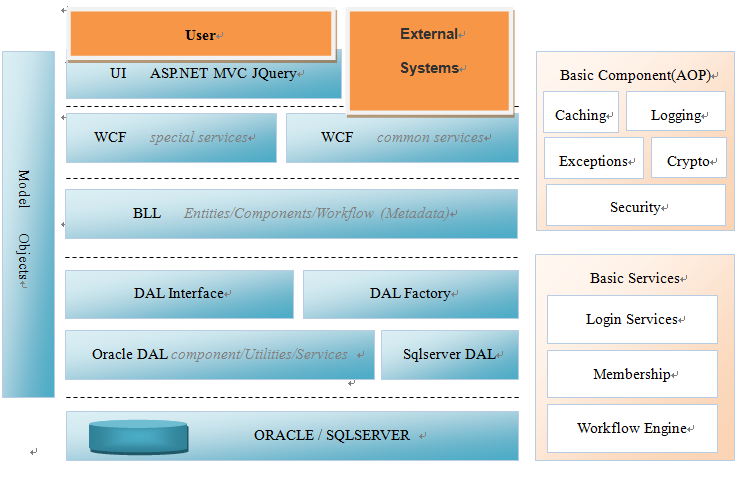 User
External
Systems
UI ASP.NET MVC JQuery
WCF special services
WCF common services
BLL Entities/Components/Workflow (Metadata)
DAL Interface
DAL Factory
Oracle DAL component/Utilities/Services
Sqlserver DAL
ORACLE / SQLSERVER
Model Objects
Basic Component(AOP)
Caching
Logging
Exceptions
Crypto
Security
Basic Services
Login Services
Membership
Workflow Engine